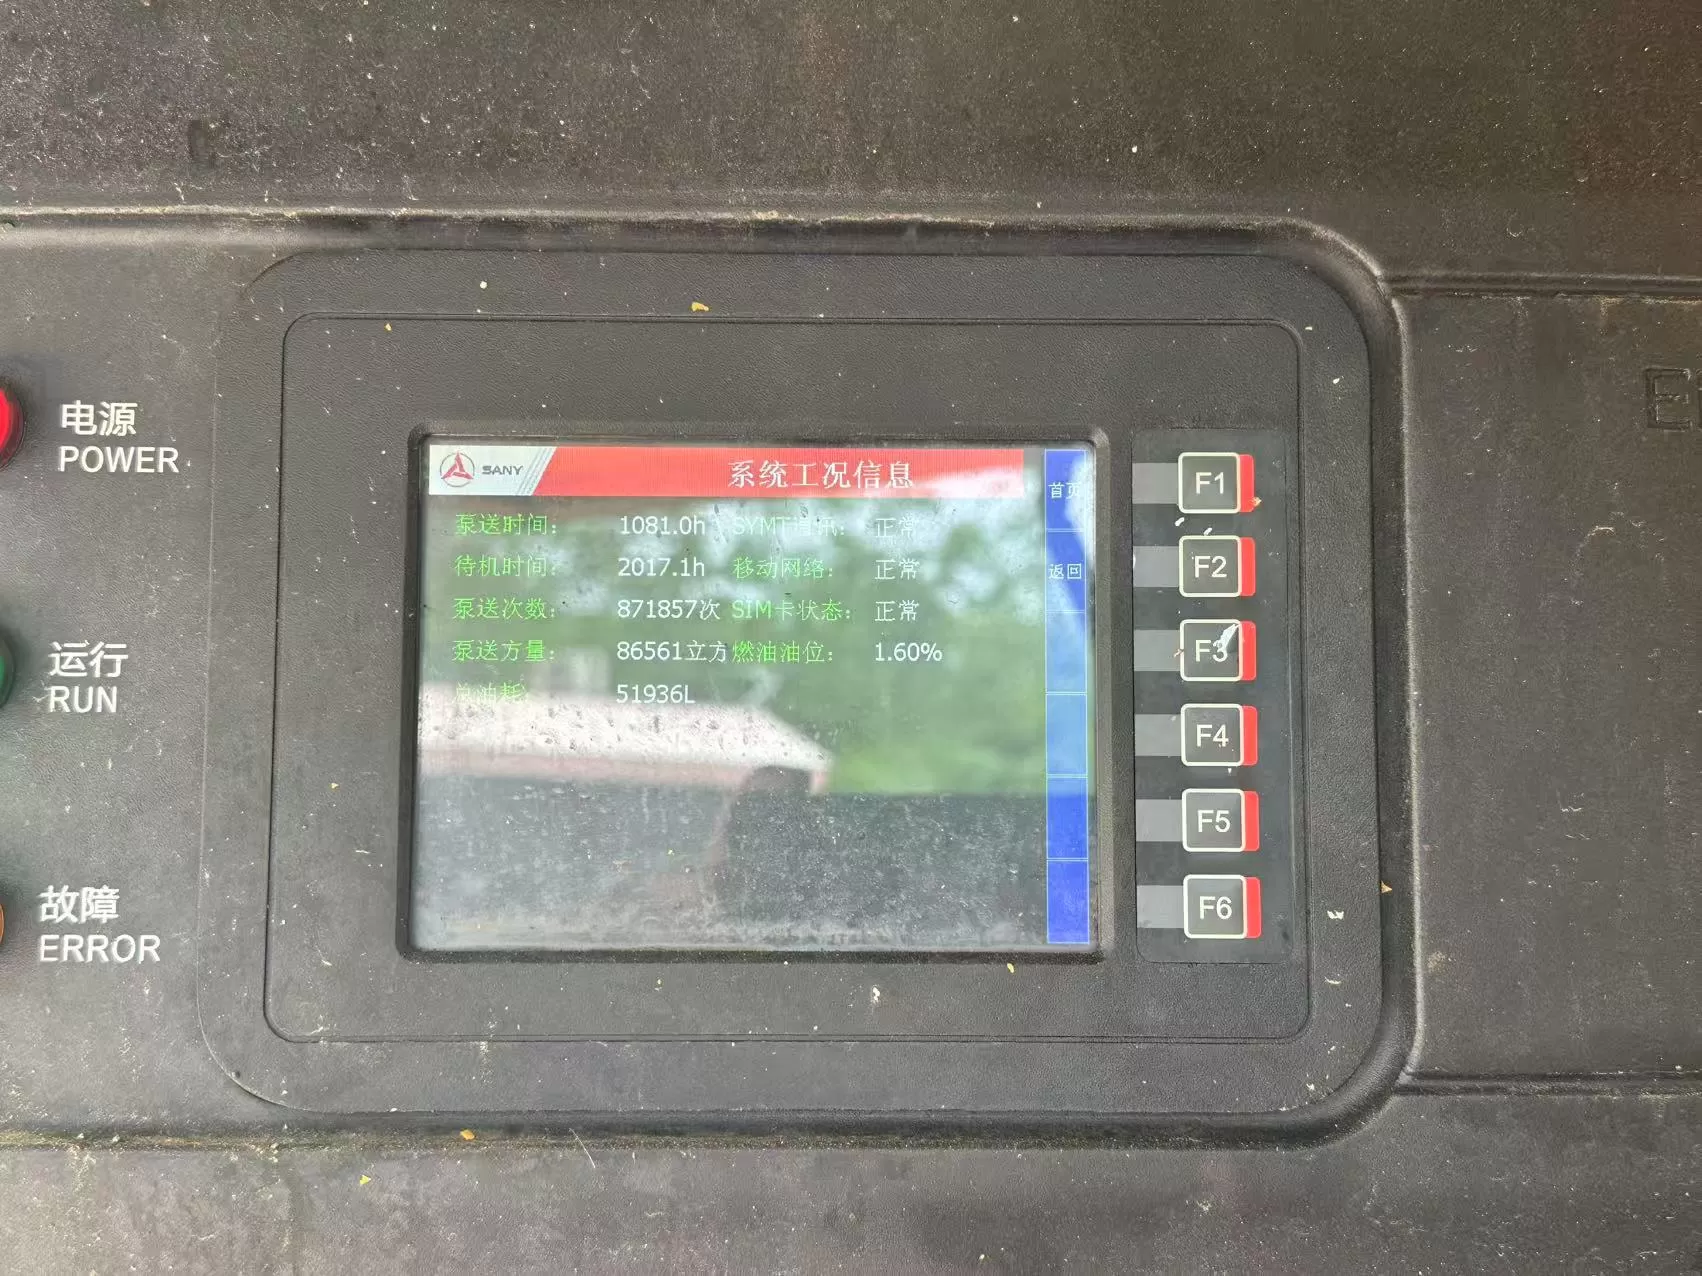 电源
POWER
运行
RUN
故障
ERROR
SANY
系统工况信息
泵送时间： 1081.0h SYMT通讯： 正常
待机时间： 2017.1h 移动网络： 正常
泵送次数： 871857次 SIM卡状态： 正常
泵送方量： 86561立方 燃油油位： 1.60%
总油耗： 51936L
首页
返回
F1
F2
F3
F4
F5
F6